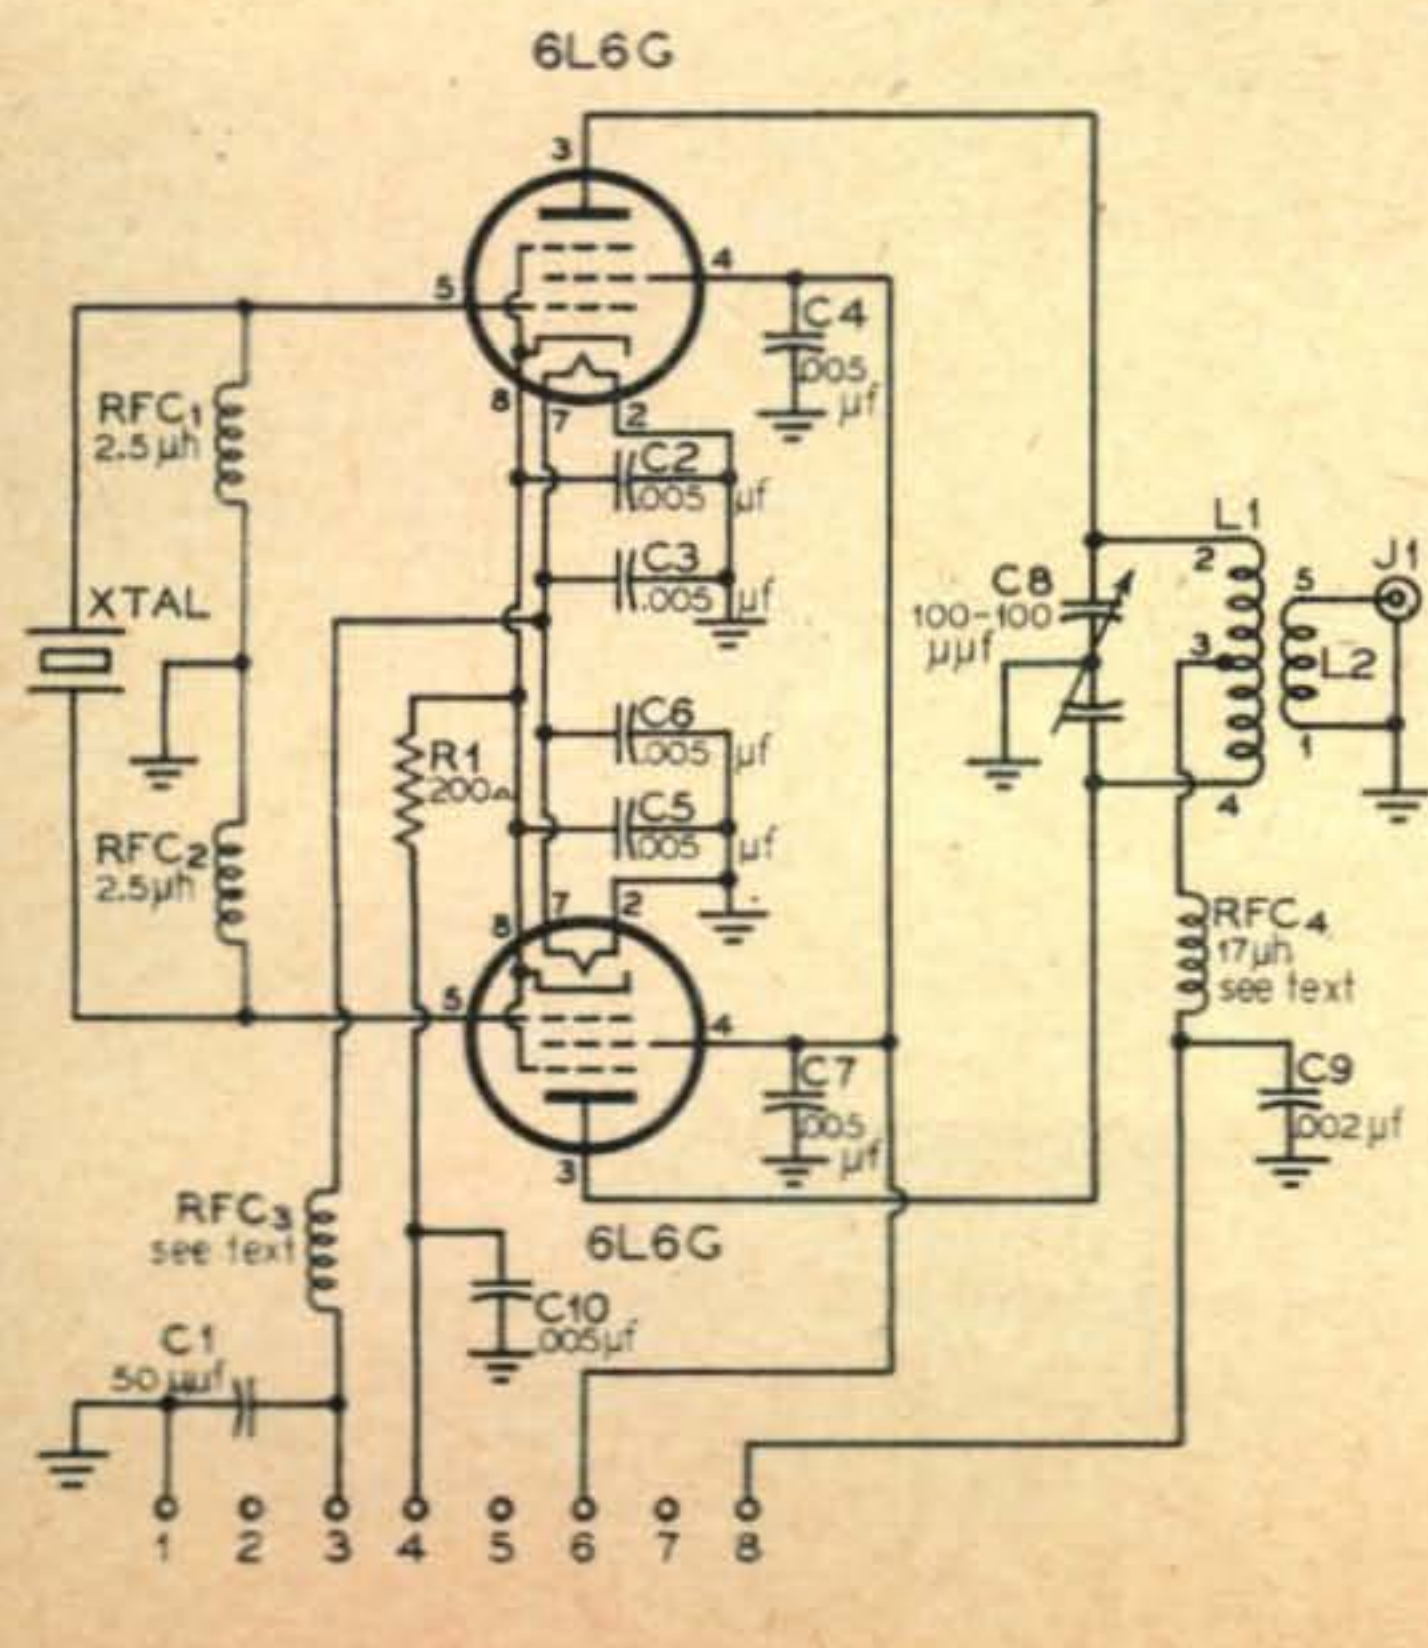 6L6G
3
4
5
C4
.005
µf
8
7
2
RFC1
2.5µh
C2
.005 µf
C3
.005 µf
L1
2
5
J1
C8
100-100
µµf
XTAL
3
L2
C6
.005 µf
R1
200Ω
1
C5
.005 µf
4
RFC2
2.5µh
7
2
8
RFC4
17µh
see text
5
4
C7
.005
µf
C9
.002µf
3
RFC3
see text
6L6G
C10
.005µf
C1
50 µµf
1 2 3 4 5 6 7 8